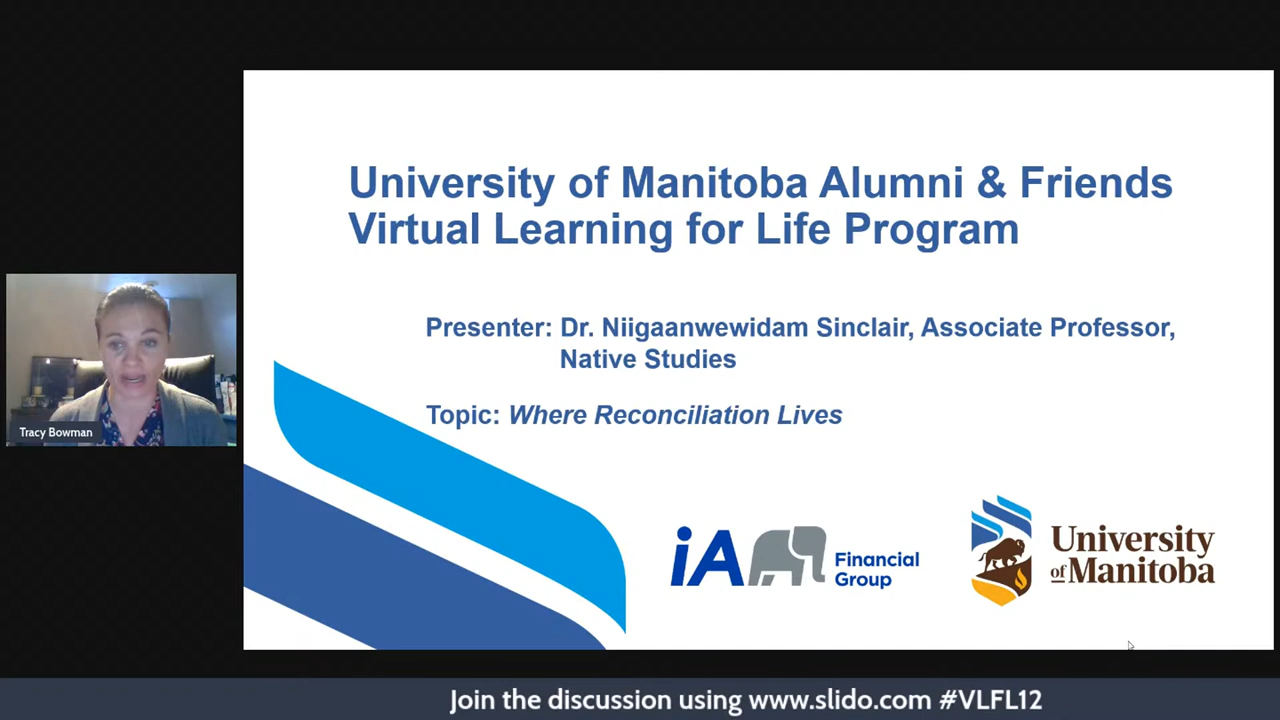 University of Manitoba Alumni & Friends
Virtual Learning for Life Program
Presenter: Dr. Niigaanwewidam Sinclair, Associate Professor,
Native Studies
Topic: Where Reconciliation Lives
Tracy Bowman
iA Financial
Group
University
of Manitoba
Join the discussion using www.slido.com #VLFL12